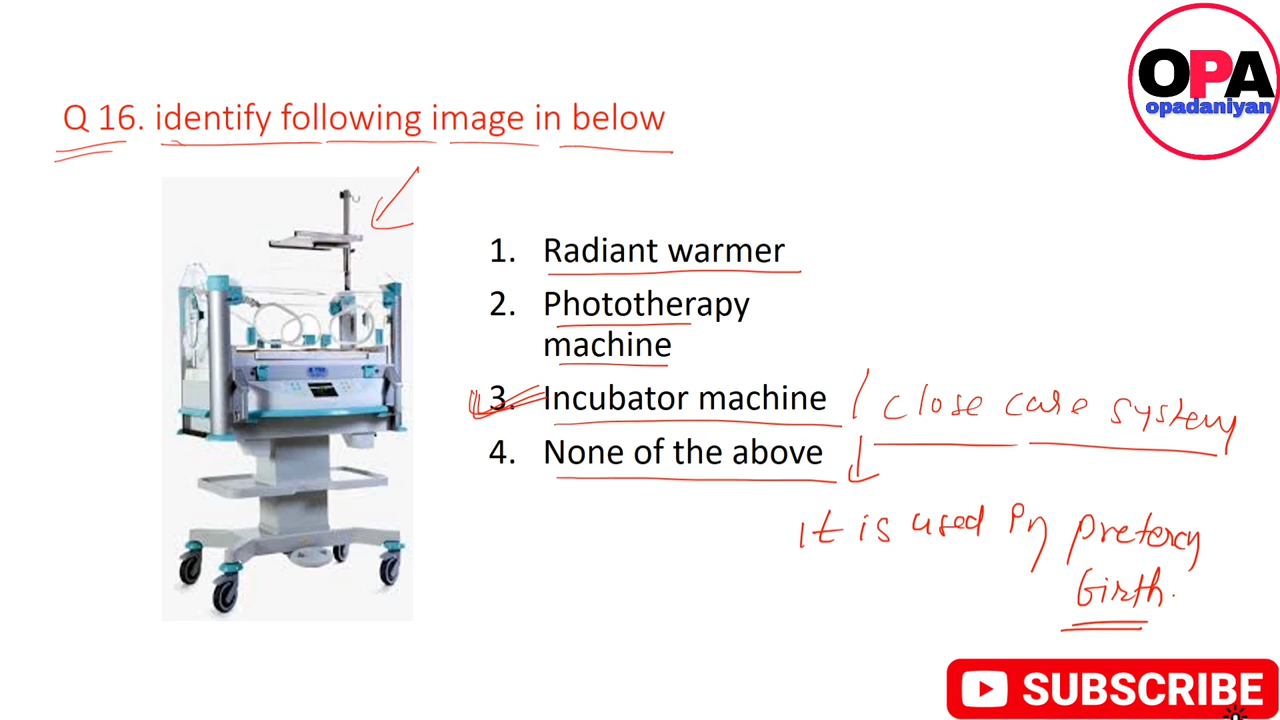 OPA
opadaniyan
Q 16. identify following image in below
1. Radiant warmer
2. Phototherapy
machine
3. Incubator machine / close care system
4. None of the above
It is used in preterm
birth.
SUBSCRIBE